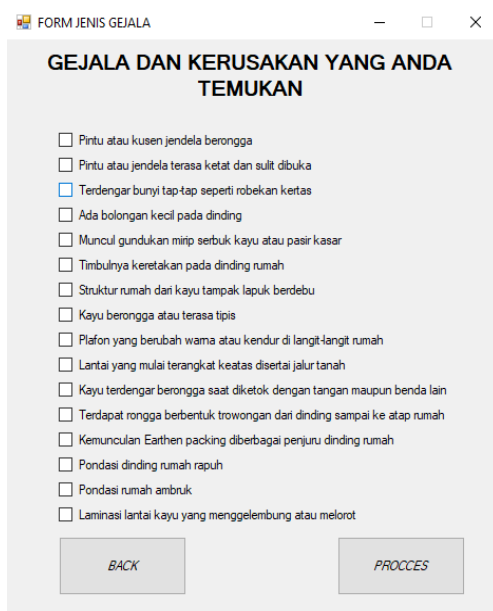 FORM JENIS GEJALA
GEJALA DAN KERUSAKAN YANG ANDA
TEMUKAN
Pintu atau kusen jendela berongga
Pintu atau jendela terasa ketat dan sulit dibuka
Terdengar bunyi tap-tap seperti robekan kertas
Ada bolongan kecil pada dinding
Muncul gundukan mirip serbuk kayu atau pasir kasar
Timbulnya keretakan pada dinding rumah
Struktur rumah dari kayu tampak lapuk berdebu
Kayu berongga atau terasa tipis
Plafon yang berubah warna atau kendur di langit-langit rumah
Lantai yang mulai terangkat keatas disertai jalur tanah
Kayu terdengar berongga saat diketok dengan tangan maupun benda lain
Terdapat rongga berbentuk trowongan dari dinding sampai ke atap rumah
Kemunculan Earthen packing diberbagai penjuru dinding rumah
Pondasi dinding rumah rapuh
Pondasi rumah ambruk
Laminasi lantai kayu yang menggelembung atau melorot
BACK
PROCCES